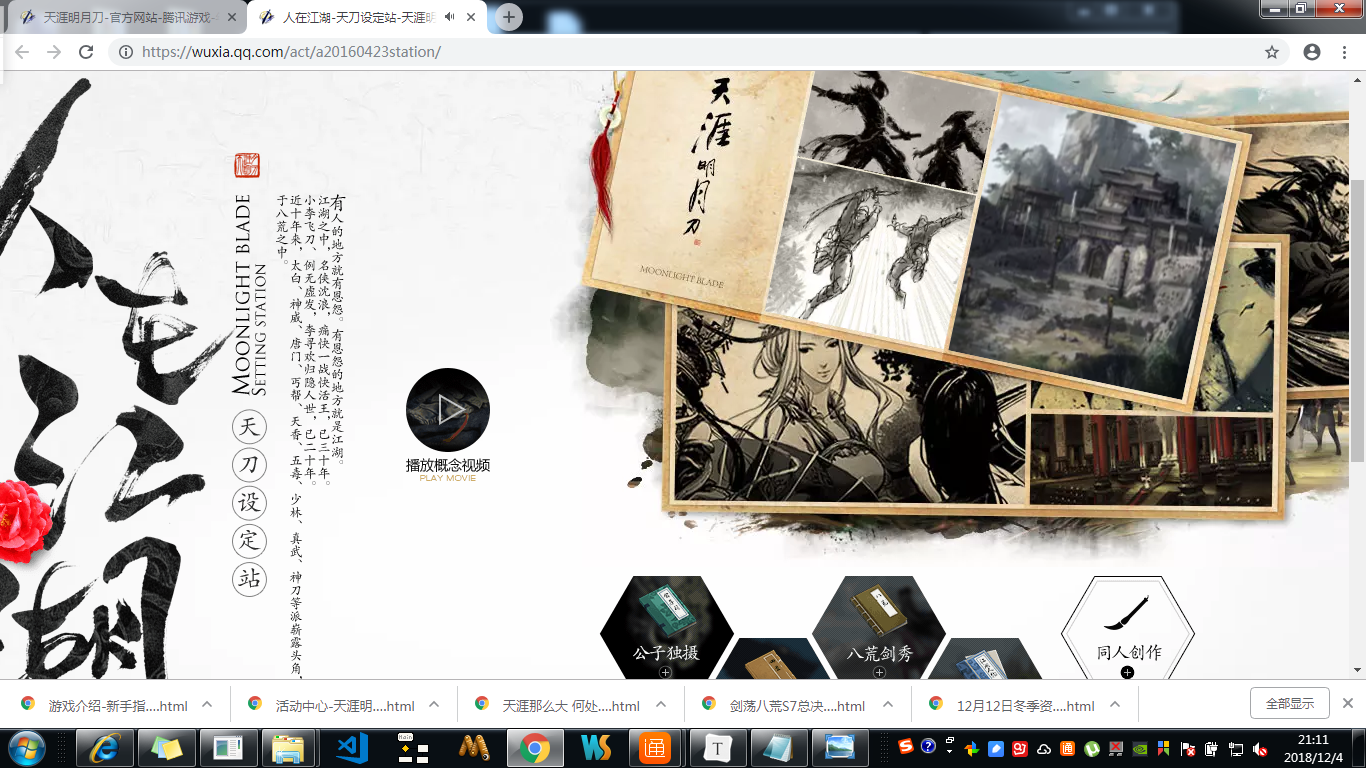 天涯明月刀-官方网站-腾讯游戏-
人在江湖-天刀设定站-天涯明
https://wuxia.qq.com/act/a20160423station/
人在江湖
MOONLIGHT BLADE
SETTING STATION
天刀设定站
有人的地方就有恩怨。有恩怨的地方就是江湖。
江湖之中，名侠沈浪，痛快一战快活王，已三十年。
小李飞刀、例无虚发，李寻欢归隐人世，已二十年。
近十年来，太白、神威、唐门、丐帮、天香、五毒、少林、真武、神刀等派崭露头角，
于八荒之中。
播放概念视频
PLAY MOVIE
天涯明月刀
MOONLIGHT BLADE
公子独摄
八荒剑秀
同人创作
游戏介绍-新手指....html
活动中心-天涯明....html
天涯那么大 何处....html
剑荡八荒S7总决....html
12月12日冬季资....html
全部显示
21:11
2018/12/4